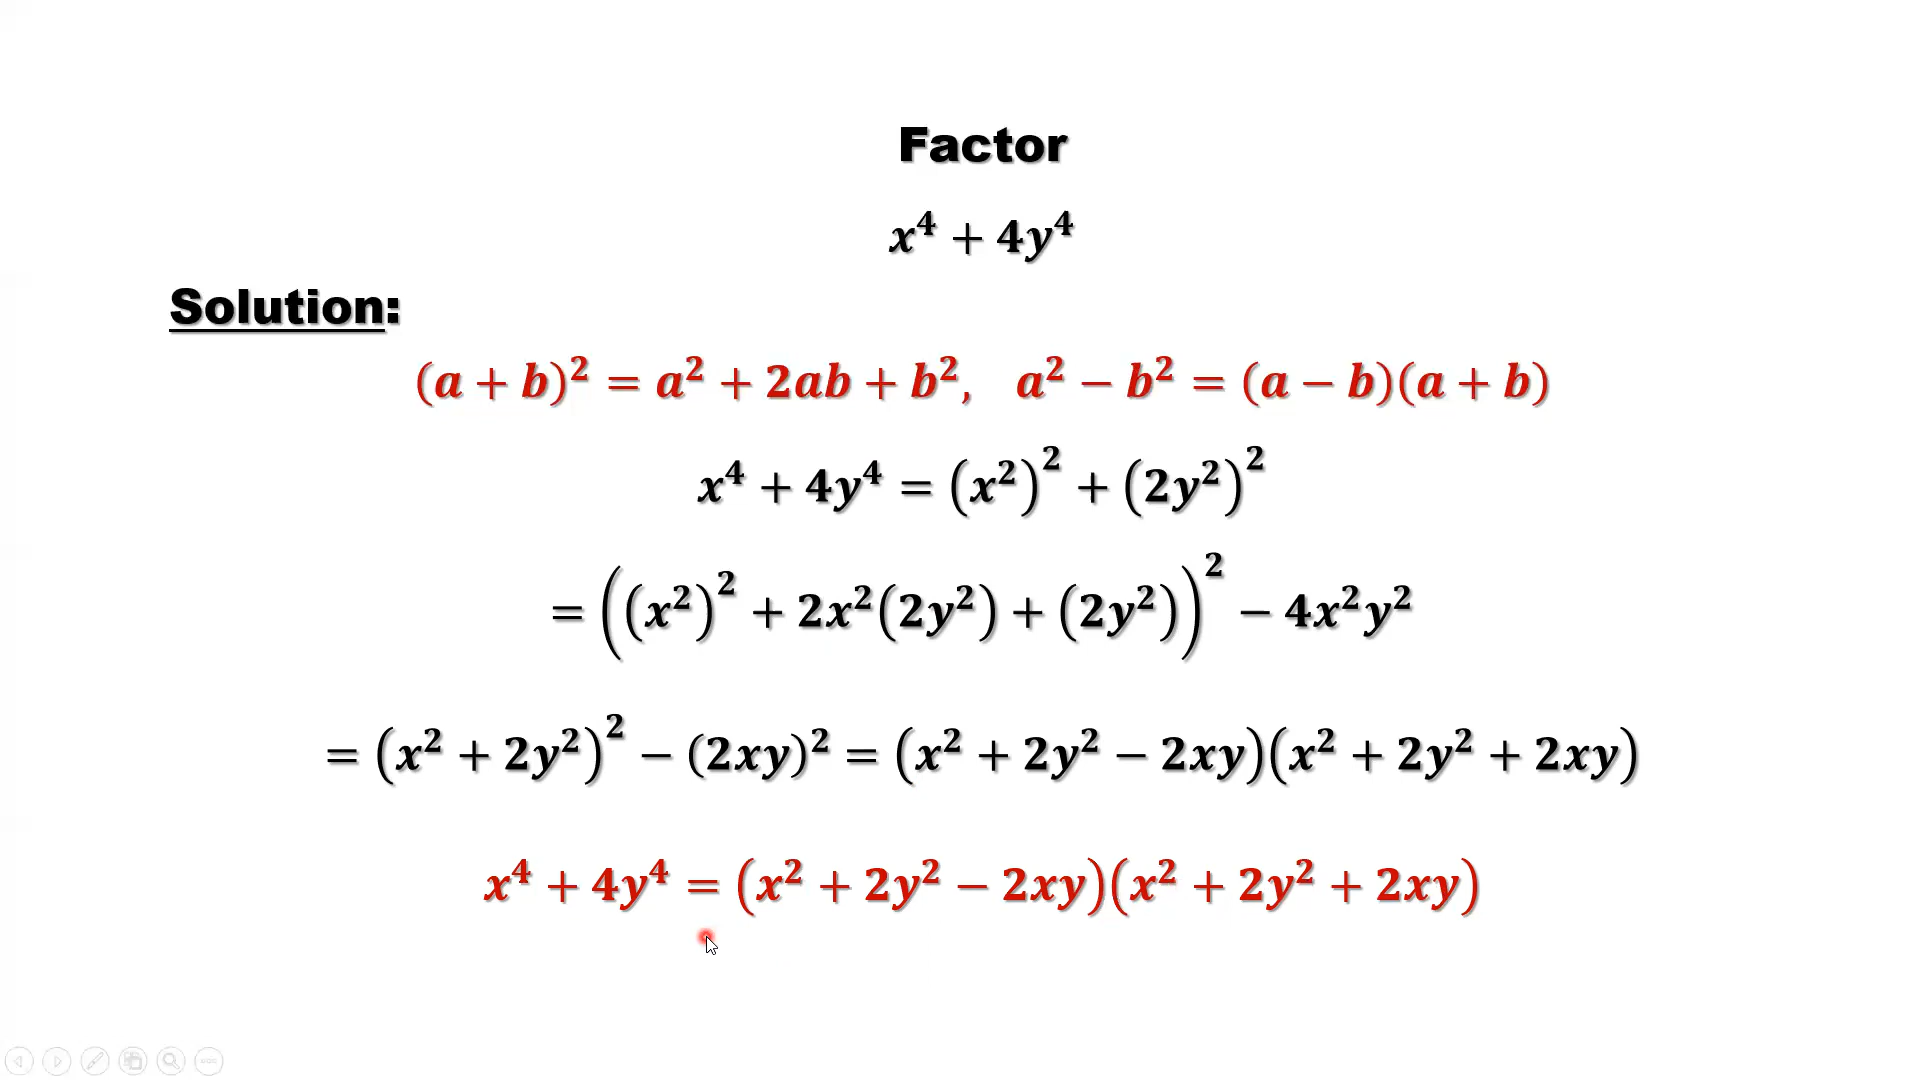 Factor
x⁴ + 4y⁴
Solution:
(a + b)² = a² + 2ab + b², a² − b² = (a − b)(a + b)
x⁴ + 4y⁴ = (x²)² + (2y²)²
= ((x²)² + 2x²(2y²) + (2y²))² − 4x²y²
= (x² + 2y²)² − (2xy)² = (x² + 2y² − 2xy)(x² + 2y² + 2xy)
x⁴ + 4y⁴ = (x² + 2y² − 2xy)(x² + 2y² + 2xy)